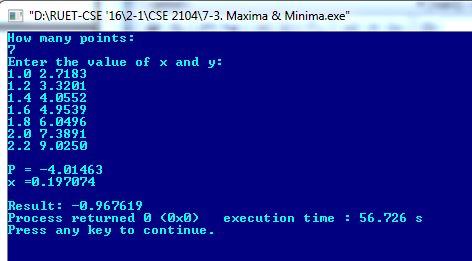 "D:\RUET-CSE '16\2-1\CSE 2104\7-3. Maxima & Minima.exe"
How many points:
7
Enter the value of x and y:
1.0 2.7183
1.2 3.3201
1.4 4.0552
1.6 4.9539
1.8 6.0496
2.0 7.3891
2.2 9.0250
P = -4.01463
x =0.197074
Result: -0.967619
Process returned 0 (0x0)   execution time : 56.726 s
Press any key to continue.